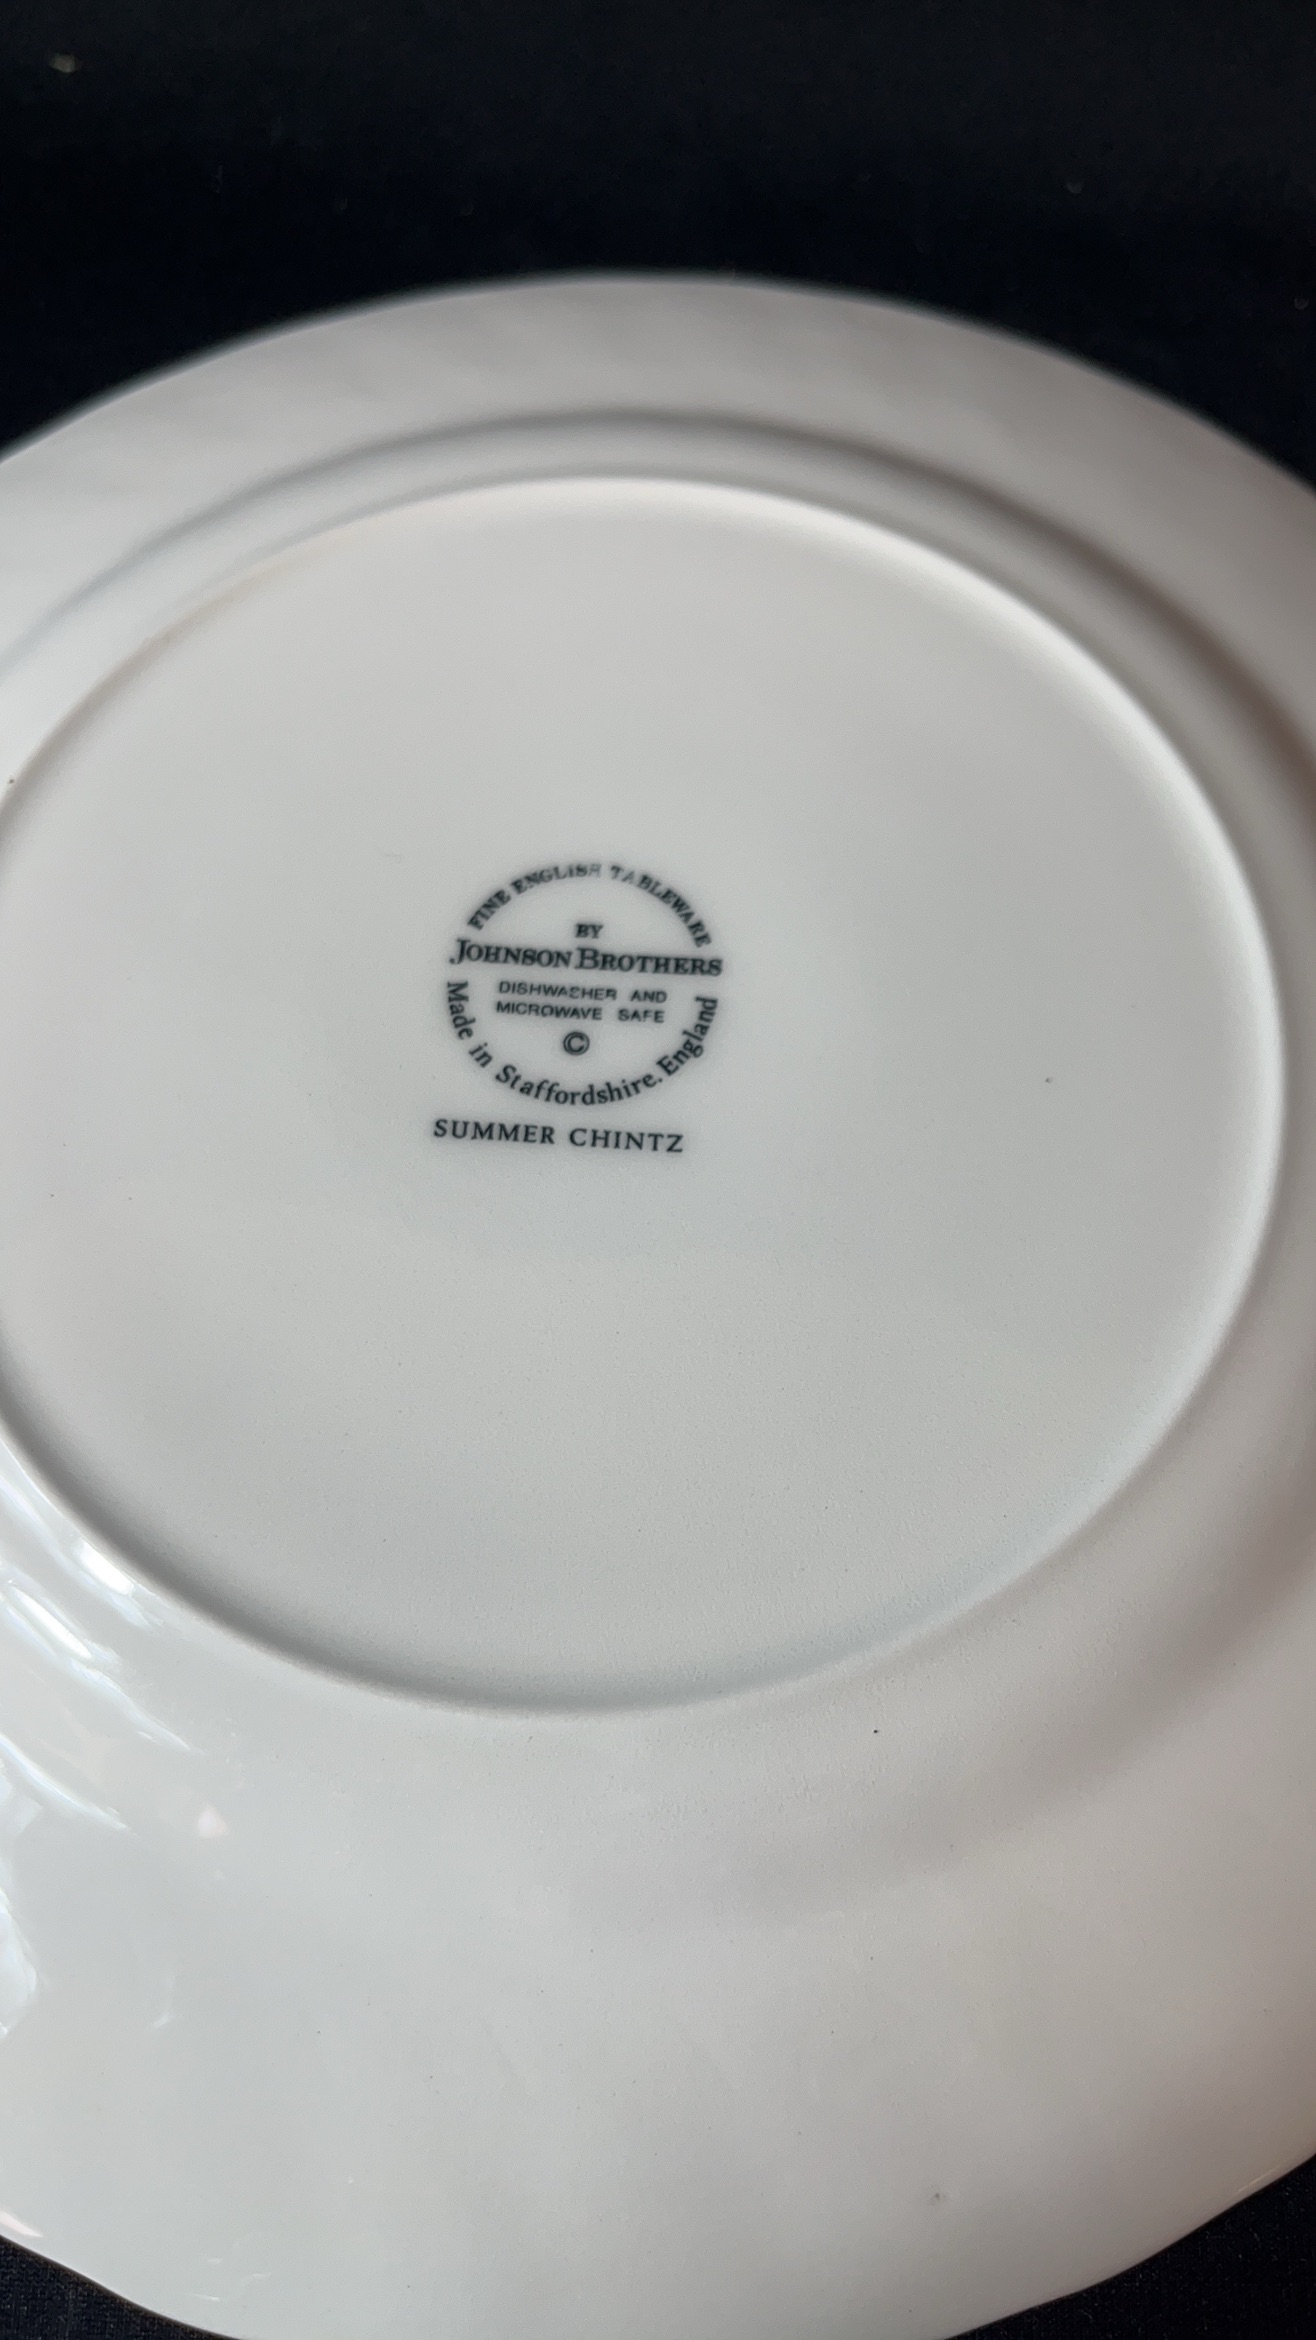 FINE ENGLISH TABLEWARE
BY
JOHNSON BROTHERS
DISHWASHER AND
MICROWAVE SAFE
©
Made in Staffordshire. England
SUMMER CHINTZ